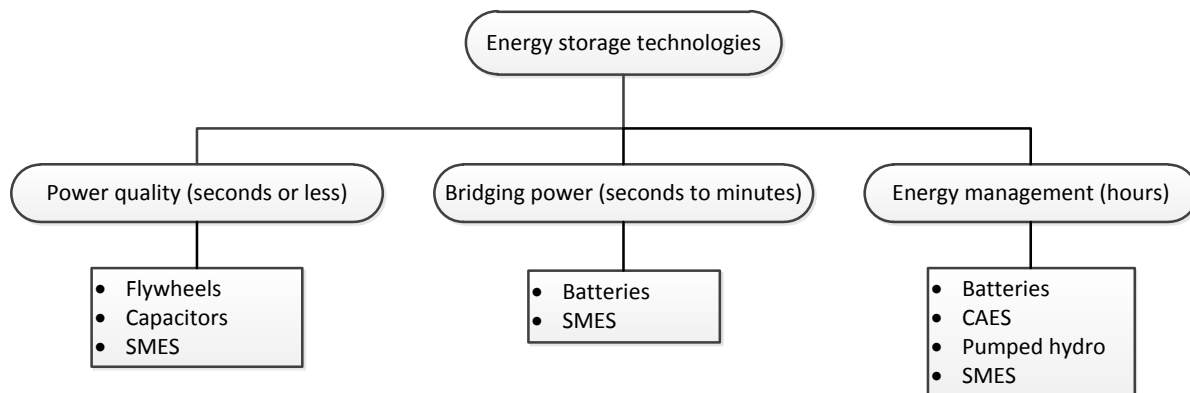 Energy storage technologies
Power quality (seconds or less)
Bridging power (seconds to minutes)
Energy management (hours)
• Flywheels
• Capacitors
• SMES
• Batteries
• SMES
• Batteries
• CAES
• Pumped hydro
• SMES